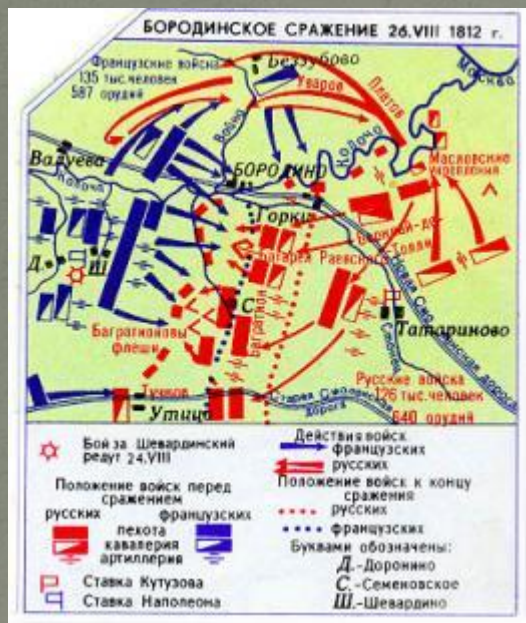 БОРОДИНСКОЕ СРАЖЕНИЕ 26.VIII 1812 г.
Французские войска
135 тыс.человек
587 орудий
Беззубово
Уваров
Платов
Москва
Война
Колоча
Валуева
Колоча
БОРОДИНО
Масловские
укрепления
Горки
Барклай-де-
Толли
Батарея Раевского
Новая Смоленская дорога
Д.
Ш
С
Багратион
Багратионовы
флеши
Татариново
Русские войска
126 тыс.человек
640 орудий
Тучков
Утица
Старая Смоленская
дорога
Бой за Шевардинский
редут 24.VIII
Положение войск перед
сражением
русских французских
пехота
кавалерия
артиллерия
Ставка Кутузова
Ставка Наполеона
Действия войск
французских
русских
Положение войск к концу
сражения
русских
французских
Буквами обозначены:
Д.-Доронино
С.-Семеновское
Ш.-Шевардино